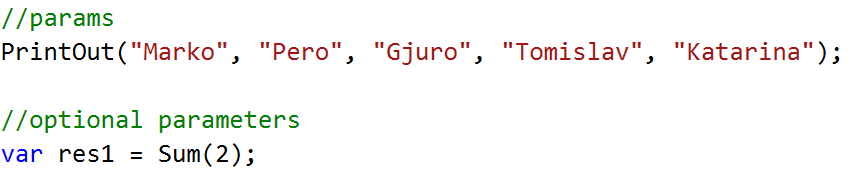 //params
PrintOut("Marko", "Pero", "Gjuro", "Tomislav", "Katarina");
//optional parameters
var res1 = Sum(2);